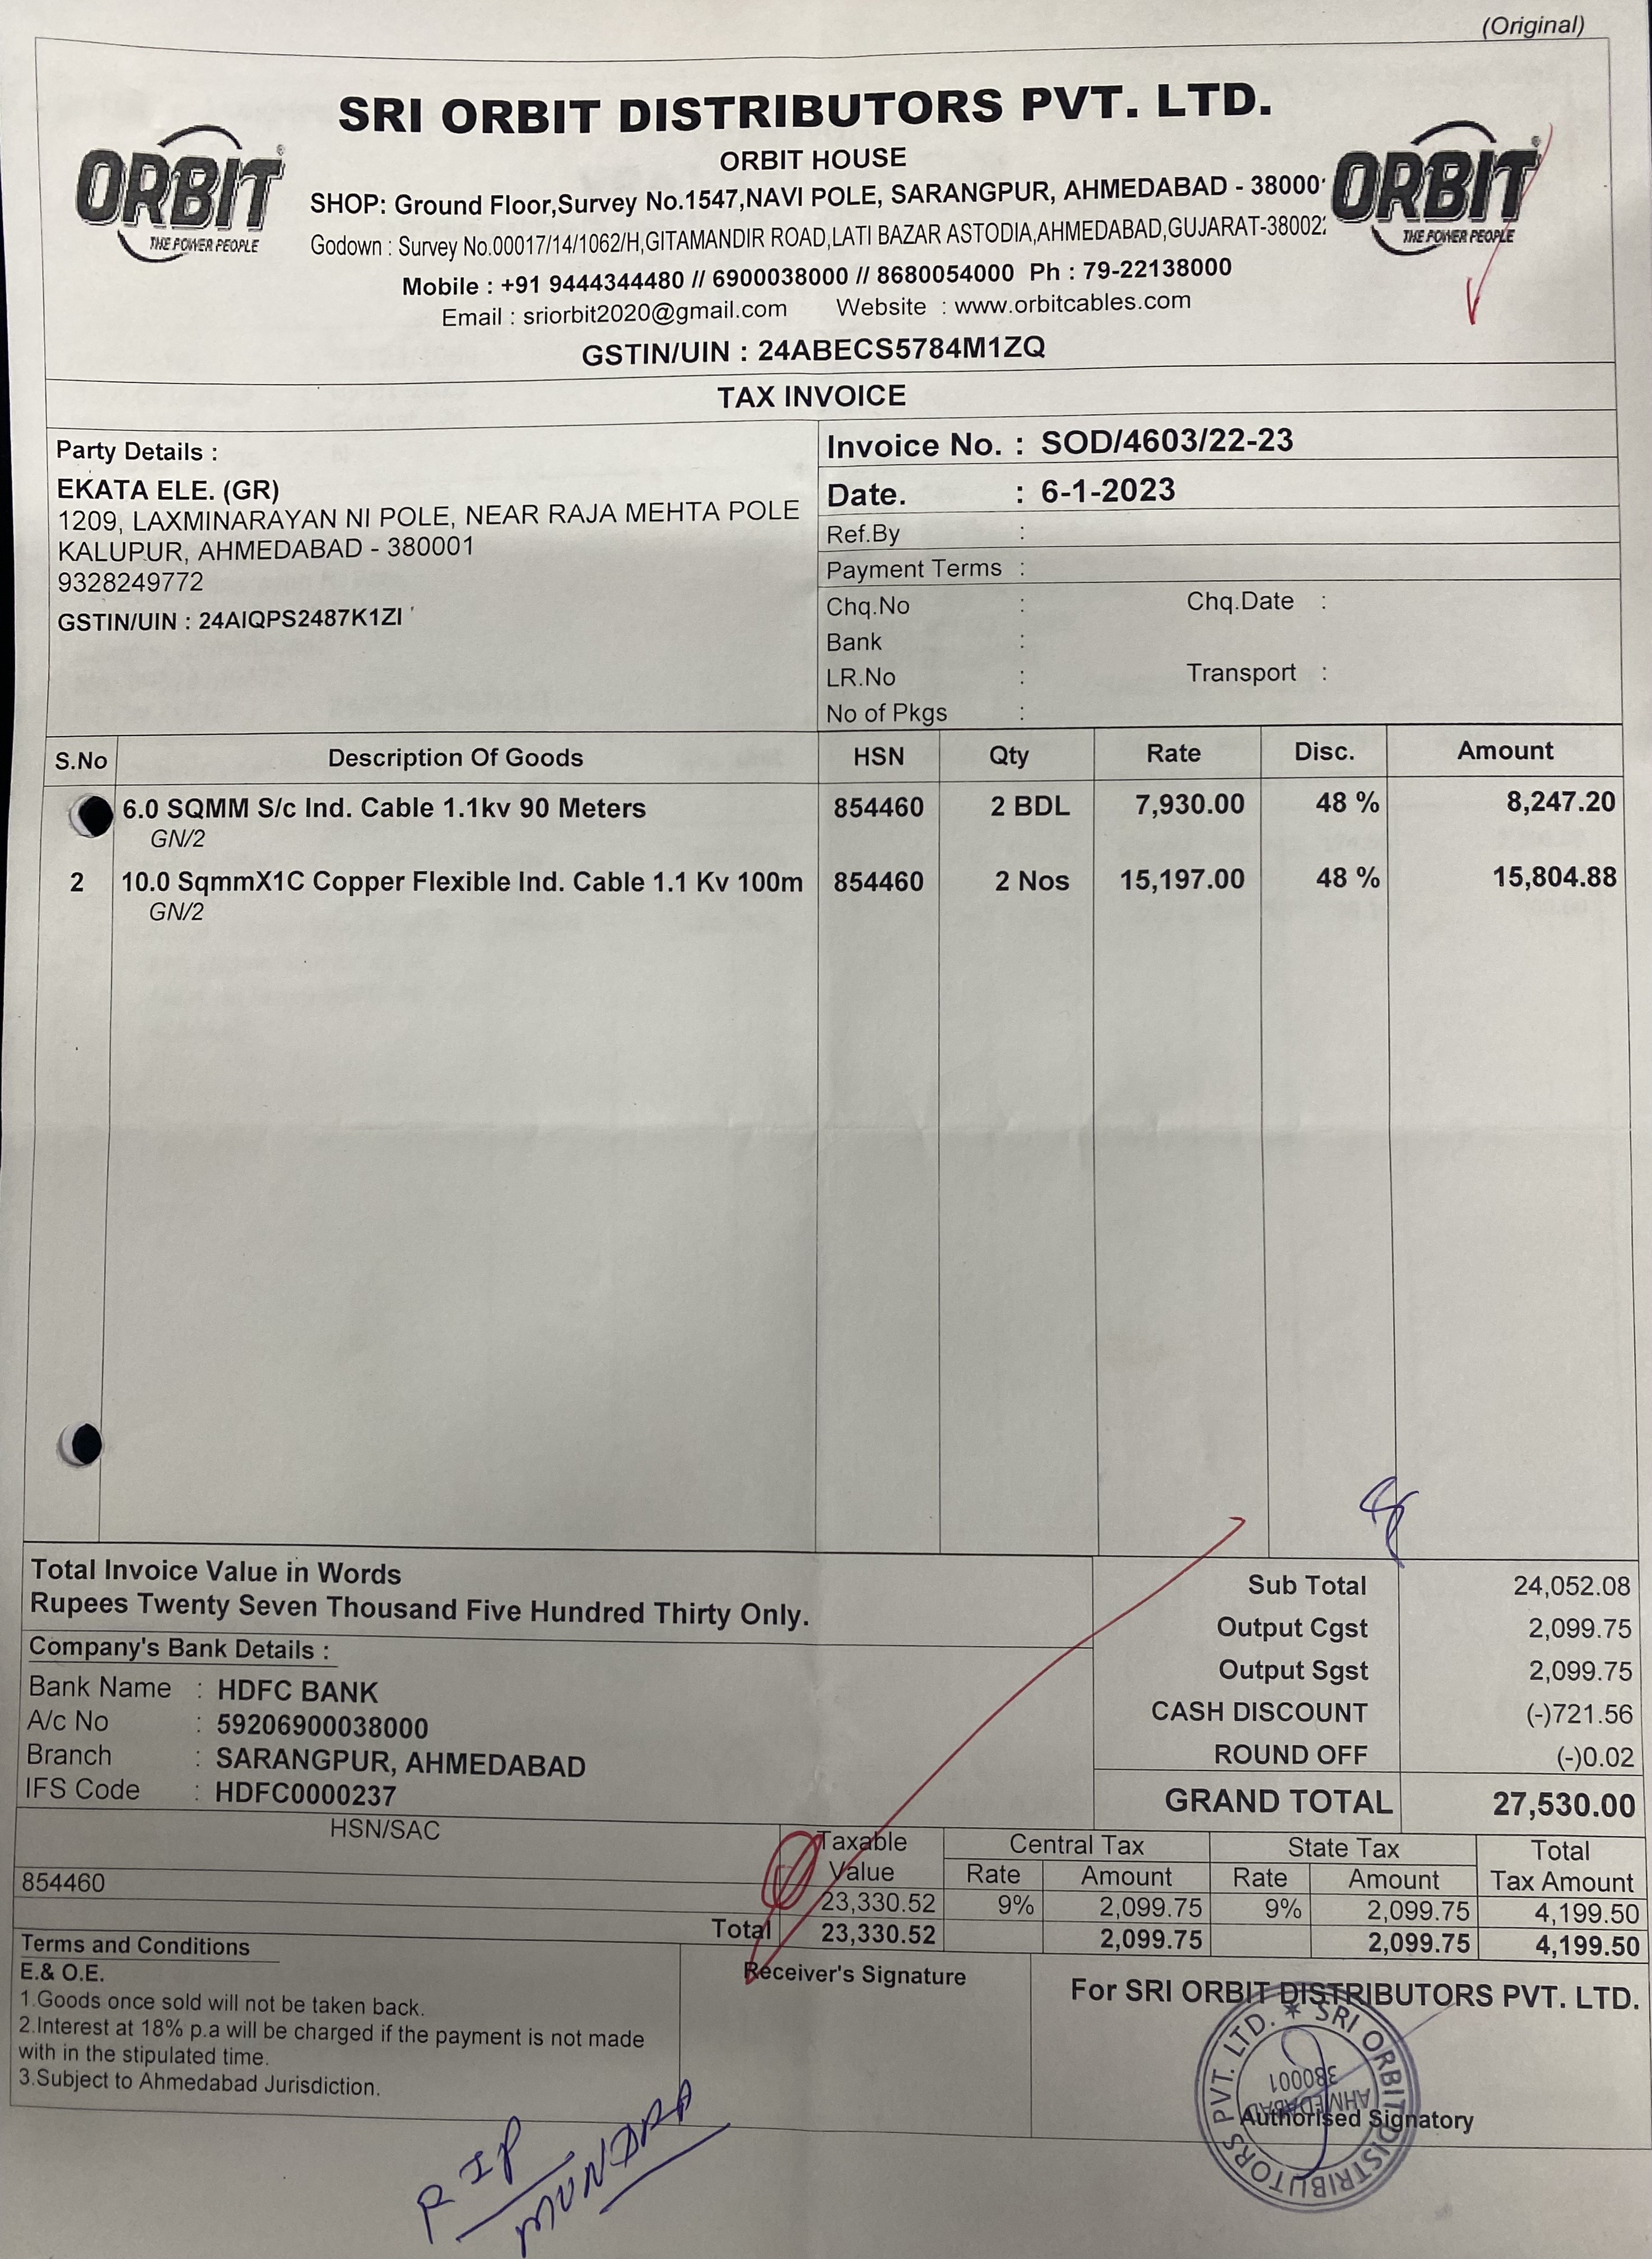 (Original)
SRI ORBIT DISTRIBUTORS PVT. LTD.
ORBIT HOUSE
ORBIT
THE POWER PEOPLE
ORBIT
THE POWER PEOPLE
SHOP: Ground Floor,Survey No.1547,NAVI POLE, SARANGPUR, AHMEDABAD - 38000
Godown : Survey No.00017/14/1062/H,GITAMANDIR ROAD,LATI BAZAR ASTODIA,AHMEDABAD,GUJARAT-38002
Mobile : +91 9444344480 // 6900038000 // 8680054000 Ph : 79-22138000
Email : sriorbit2020@gmail.com Website : www.orbitcables.com
GSTIN/UIN : 24ABECS5784M1ZQ
TAX INVOICE
Party Details :
EKATA ELE. (GR)
1209, LAXMINARAYAN NI POLE, NEAR RAJA MEHTA POLE
KALUPUR, AHMEDABAD - 380001
9328249772
GSTIN/UIN : 24AIQPS2487K1ZI
Invoice No. : SOD/4603/22-23
Date. : 6-1-2023
Ref.By :
Payment Terms :
Chq.No : Chq.Date :
Bank :
LR.No : Transport :
No of Pkgs :
S.No Description Of Goods HSN Qty Rate Disc. Amount
6.0 SQMM S/c Ind. Cable 1.1kv 90 Meters 854460 2 BDL 7,930.00 48 % 8,247.20
GN/2
2 10.0 SqmmX1C Copper Flexible Ind. Cable 1.1 Kv 100m 854460 2 Nos 15,197.00 48 % 15,804.88
GN/2
Total Invoice Value in Words
Rupees Twenty Seven Thousand Five Hundred Thirty Only.
Company's Bank Details :
Bank Name : HDFC BANK
A/c No : 59206900038000
Branch : SARANGPUR, AHMEDABAD
IFS Code : HDFC0000237
Sub Total 24,052.08
Output Cgst 2,099.75
Output Sgst 2,099.75
CASH DISCOUNT (-)721.56
ROUND OFF (-)0.02
GRAND TOTAL 27,530.00
HSN/SAC Taxable Value Central Tax State Tax Total Tax Amount
Rate Amount Rate Amount
854460 23,330.52 9% 2,099.75 9% 2,099.75 4,199.50
Total 23,330.52 2,099.75 2,099.75 4,199.50
Terms and Conditions
E.& O.E.
1.Goods once sold will not be taken back.
2.Interest at 18% p.a will be charged if the payment is not made
with in the stipulated time.
3.Subject to Ahmedabad Jurisdiction.
Receiver's Signature
For SRI ORBIT DISTRIBUTORS PVT. LTD.
SRI ORBIT DISTRIBUTORS PVT. LTD.
AHMEDABAD
380001
Authorised Signatory
RIP
MUNDRA